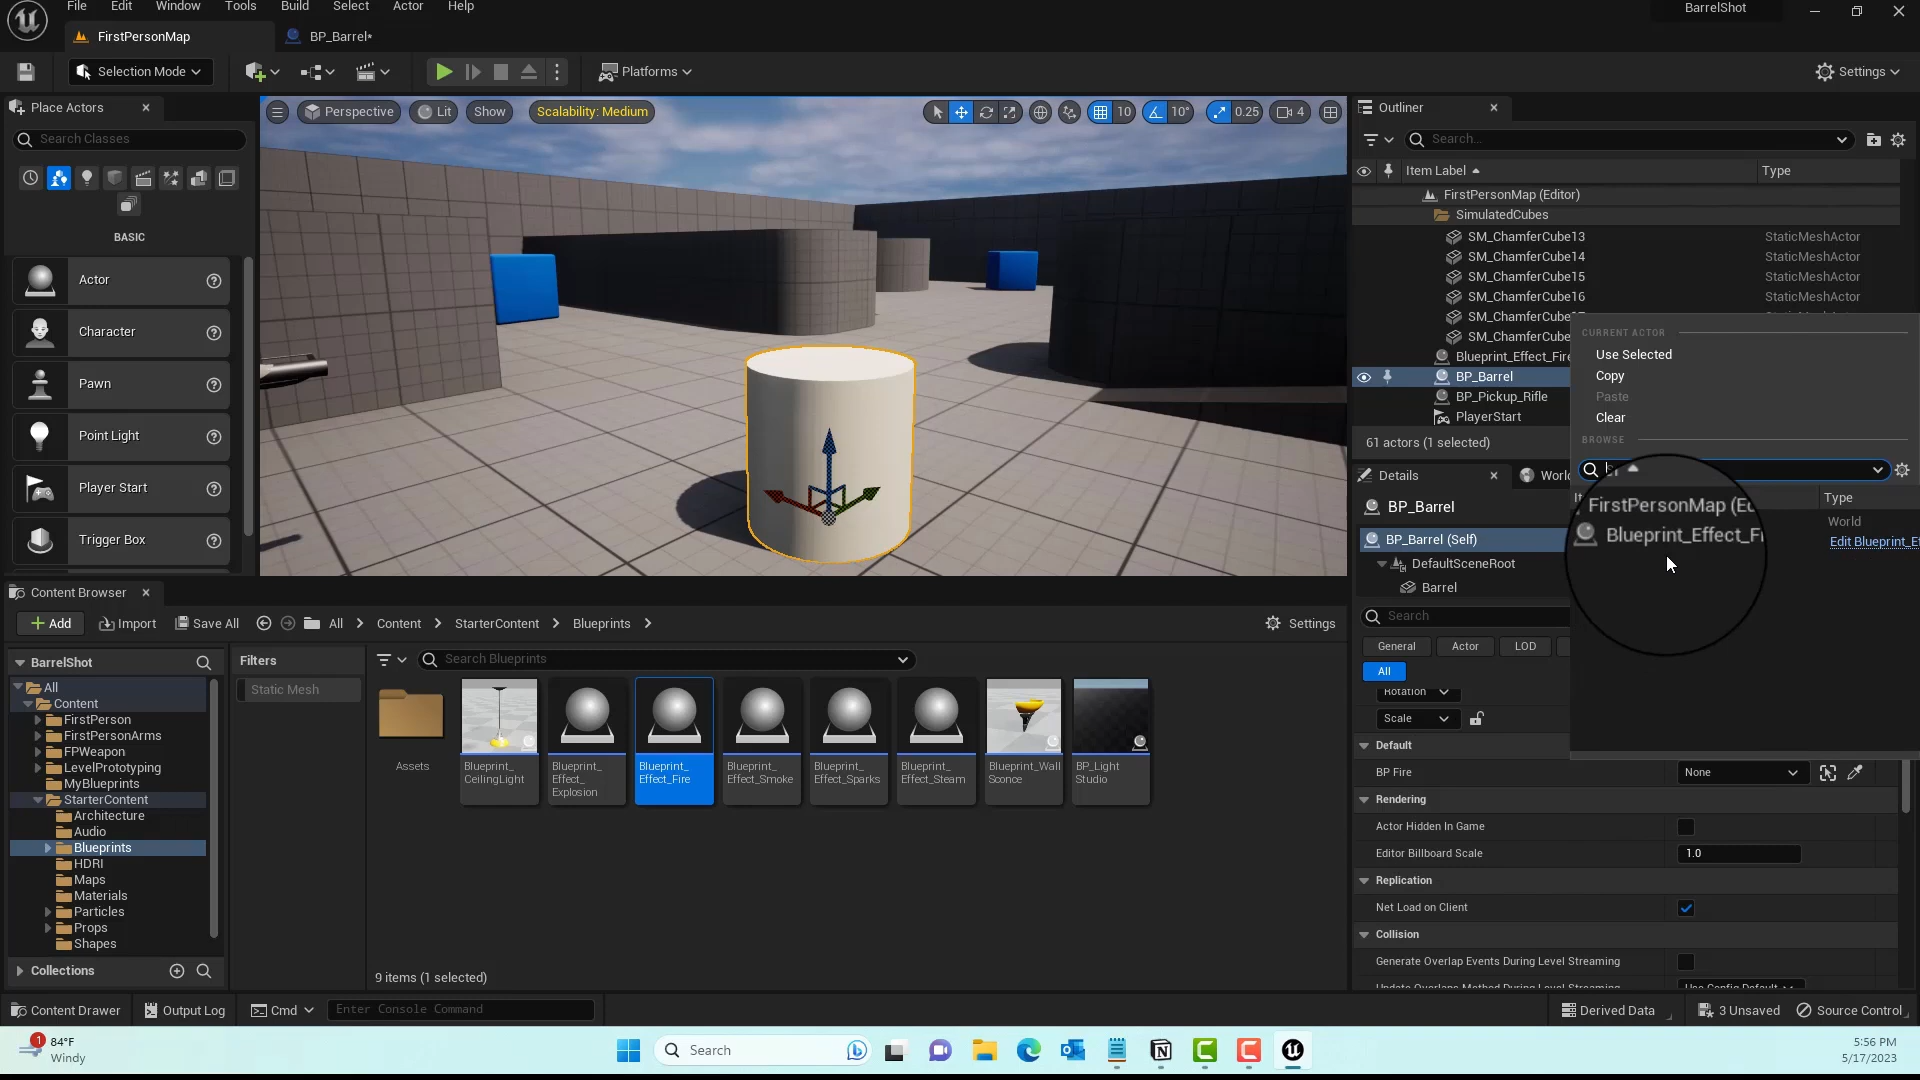 File Edit View Window Tools Build Select Actor Help
BarrelShot
FirstPersonMap
BP_Barrel*
Selection Mode
Platforms
Settings
Place Actors
Search Classes
BASIC
Actor
Character
Pawn
Point Light
Player Start
Trigger Box
Perspective
Lit
Show
Scalability: Medium
10
10°
0.25
4
Outliner
Search...
Item Label
Type
FirstPersonMap (Editor)
SimulatedCubes
SM_ChamferCube13 StaticMeshActor
SM_ChamferCube14 StaticMeshActor
SM_ChamferCube15 StaticMeshActor
SM_ChamferCube16 StaticMeshActor
SM_ChamferCube
SM_ChamferCube
Blueprint_Effect_Fire
BP_Barrel
BP_Pickup_Rifle
PlayerStart
61 actors (1 selected)
CURRENT ACTOR
Use Selected
Copy
Paste
Clear
BROWSE
Type
FirstPersonMap (Ed
World
Blueprint_Effect_Fi
Edit Blueprint_Ef
Details
World
BP_Barrel
BP_Barrel (Self)
DefaultSceneRoot
Barrel
Search
General
Actor
LOD
All
Rotation
Scale
Default
BP Fire
None
Rendering
Actor Hidden In Game
Editor Billboard Scale
1.0
Replication
Net Load on Client
Collision
Generate Overlap Events During Level Streaming
Update Overlaps Method During Level Streaming
Use Config Default
Content Browser
Add
Import
Save All
All
Content
StarterContent
Blueprints
Settings
BarrelShot
All
Content
FirstPerson
FirstPersonArms
FPWeapon
LevelPrototyping
MyBlueprints
StarterContent
Architecture
Audio
Blueprints
HDRI
Maps
Materials
Particles
Props
Shapes
Collections
Filters
Static Mesh
Search Blueprints
Assets
Blueprint_
CeilingLight
Blueprint_
Effect_
Explosion
Blueprint_
Effect_Fire
Blueprint_
Effect_Smoke
Blueprint_
Effect_Sparks
Blueprint_
Effect_Steam
Blueprint_Wall
Sconce
BP_Light
Studio
9 items (1 selected)
Content Drawer
Output Log
Cmd
Enter Console Command
Derived Data
3 Unsaved
Source Control
1
84°F
Windy
Search
5:56 PM
5/17/2023